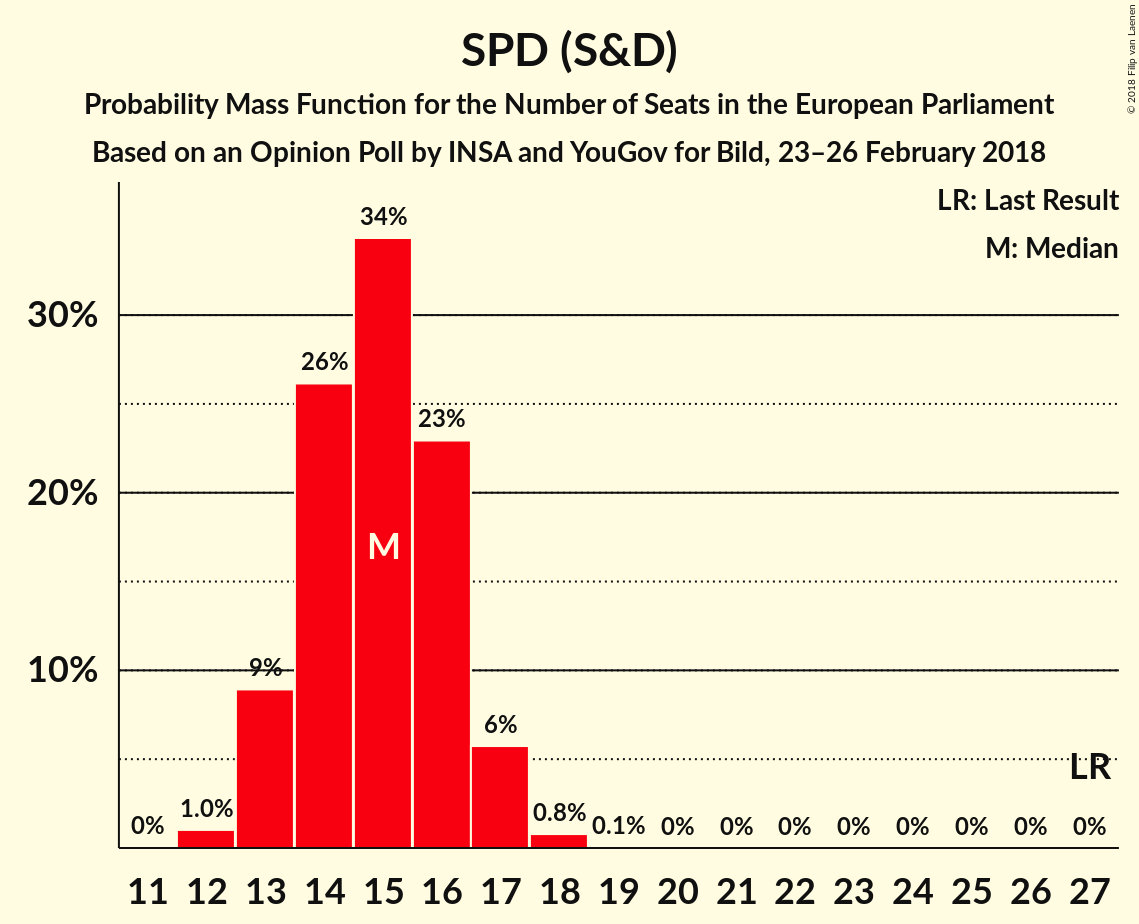 SPD (S&D)
Probability Mass Function for the Number of Seats in the European Parliament
Based on an Opinion Poll by INSA and YouGov for Bild, 23–26 February 2018
© 2018 Filip van Laenen
LR: Last Result
M: Median
30%
20%
10%
0%
1.0%
9%
26%
34%
23%
6%
0.8%
0.1%
0%
0%
0%
0%
0%
0%
0%
0%
M
LR
11 12 13 14 15 16 17 18 19 20 21 22 23 24 25 26 27